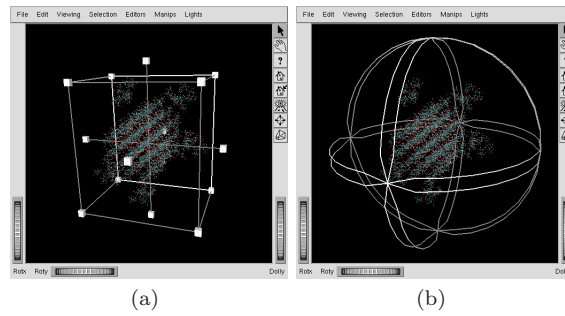 File Edit Viewing Selection Editors Manips Lights
File Edit Viewing Selection Editors Manips Lights
?
?
Rotx Roty
Rotx Roty Dolly
(a) (b)